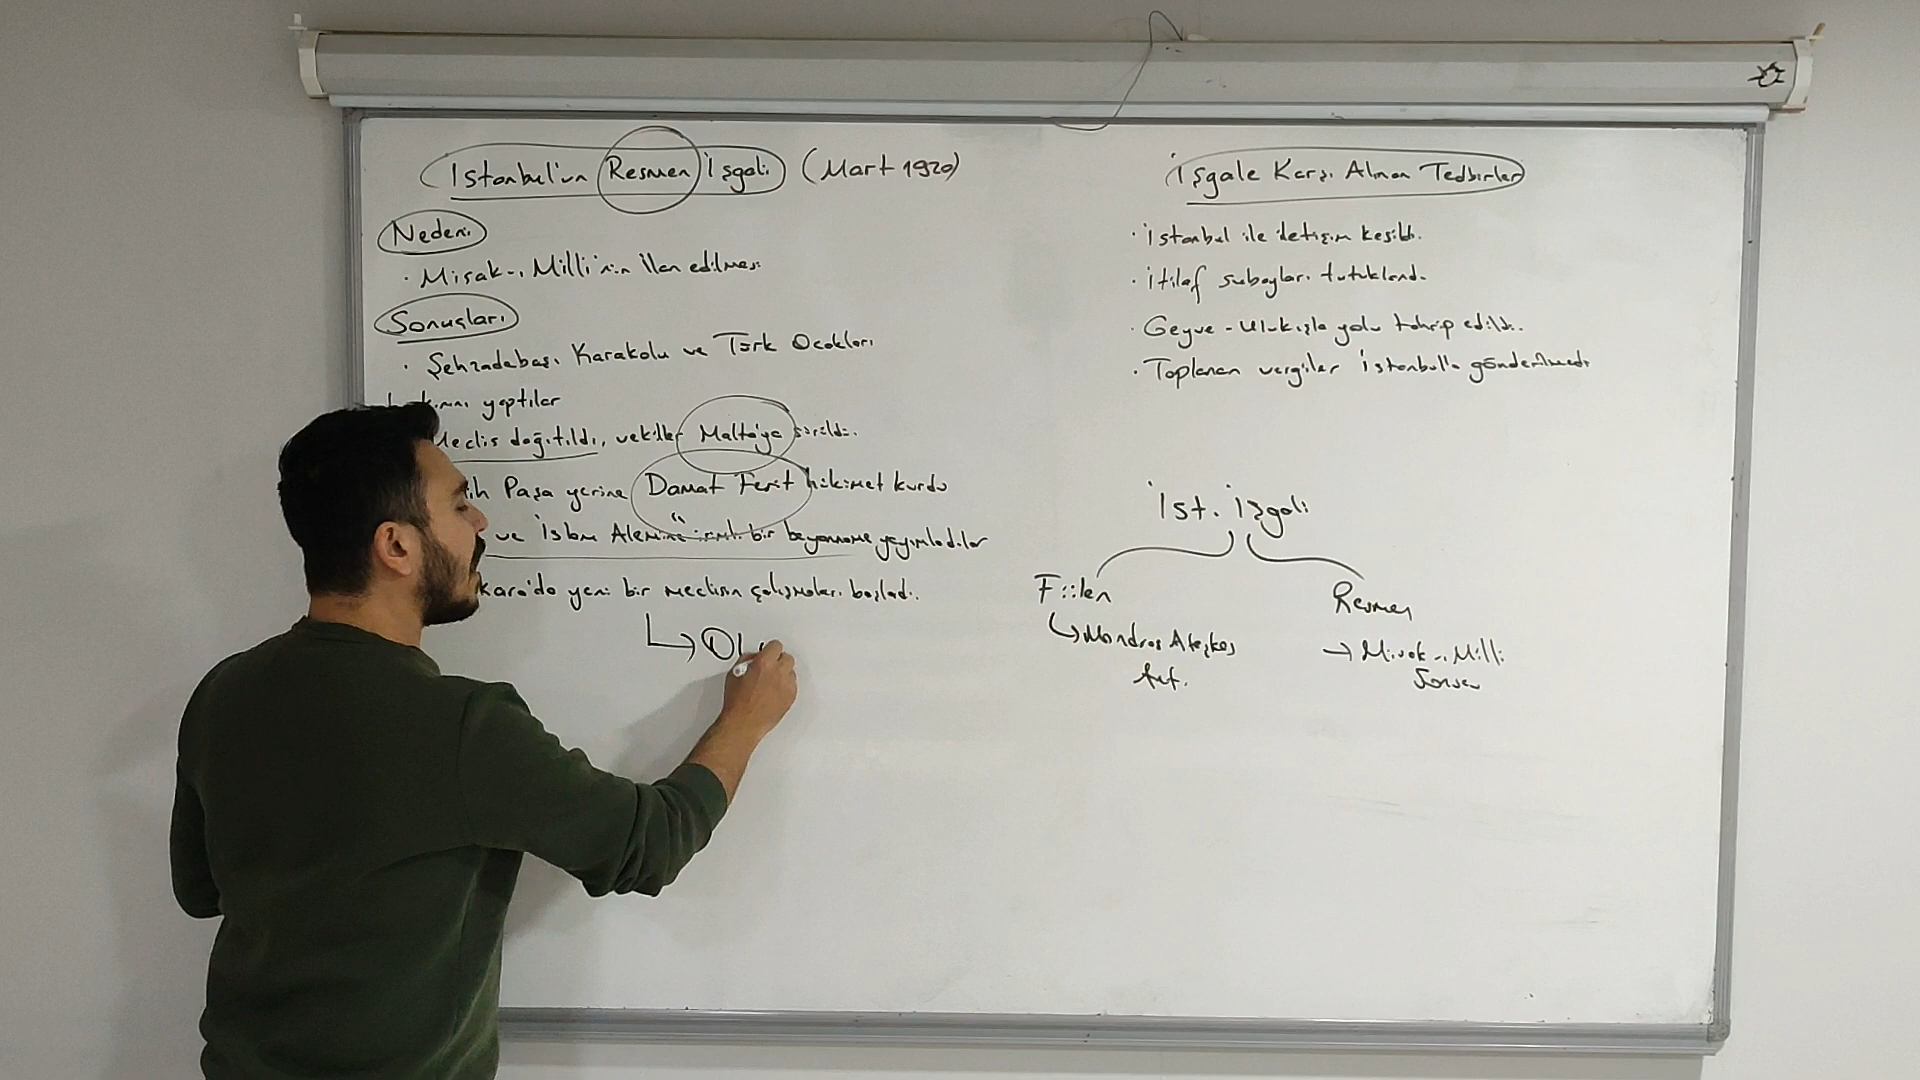 İstanbul'un Resmen İşgali (Mart 1920)
Nedeni
· Misak-ı Milli'nin ilan edilmesi
Sonuçları
· Şehzadebaşı Karakolu ve Türk Ocakları
yaptılar
Meclis dağıtıldı, vekiller Malta'ya sürüldü.
Paşa yerine Damat Ferit hükümet kurdu
ve İslam Alemine" isimli bir beyanname yayımladılar
kara'da yeni bir meclisin çalışmaları başladı.
Ol
İşgale Karşı Alınan Tedbirler
· İstanbul ile iletişim kesildi.
· İtilaf subayları tutuklandı.
· Geyve - Ulukışla yolu tahrip edildi.
· Toplanan vergiler İstanbul'a gönderilmedi
İst. İşgali
Fiilen
Mondros Ateşkes
Ant.
Resmen
Misak-ı Milli
Sonrası